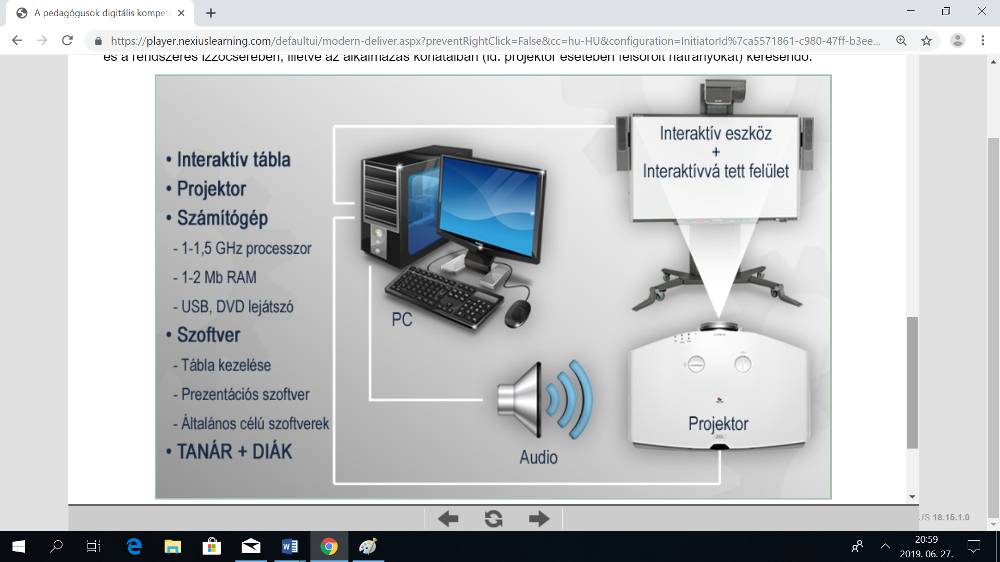 A pedagógusok digitális kompete
https://player.nexiuslearning.com/defaultui/modern-deliver.aspx?preventRightClick=False&cc=hu-HU&configuration=InitiatorId%7ca5571861-c980-47ff-b3ee...
és a rendszeres izzócserében, illetve az alkalmazás korlátaiban (ld. projektor esetében felsorolt hátrányokat) keresendő.
• Interaktív tábla
• Projektor
• Számítógép
- 1-1,5 GHz processzor
- 1-2 Mb RAM
- USB, DVD lejátszó
• Szoftver
- Tábla kezelése
- Prezentációs szoftver
- Általános célú szoftverek
• TANÁR + DIÁK
PC
Audio
Interaktív eszköz
+
Interaktívvá tett felület
Projektor
US 18.15.1.0
20:59
2019. 06. 27.